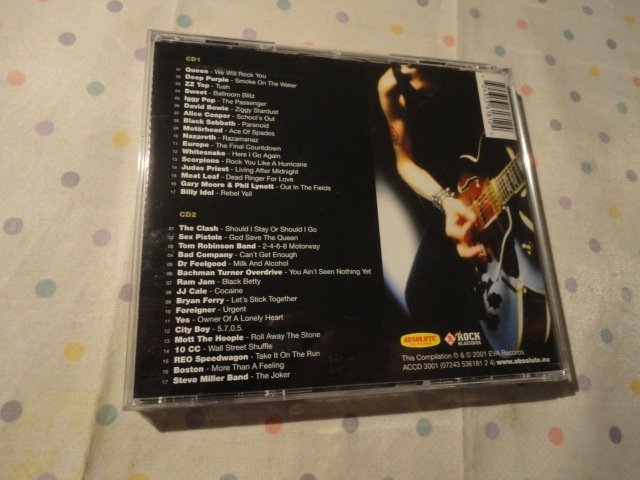 CD1
01 Queen - We Will Rock You
02 Deep Purple - Smoke On The Water
03 ZZ Top - Tush
04 Sweet - Ballroom Blitz
05 Iggy Pop - The Passenger
06 David Bowie - Ziggy Stardust
07 Alice Cooper - School's Out
08 Black Sabbath - Paranoid
09 Motörhead - Ace Of Spades
10 Nazareth - Razamanaz
11 Europe - The Final Countdown
12 Whitesnake - Here I Go Again
13 Scorpions - Rock You Like A Hurricane
14 Judas Priest - Living After Midnight
15 Meat Loaf - Dead Ringer For Love
16 Gary Moore & Phil Lynott - Out In The Fields
17 Billy Idol - Rebel Yell
CD2
01 The Clash - Should I Stay Or Should I Go
02 Sex Pistols - God Save The Queen
03 Tom Robinson Band - 2-4-6-8 Motorway
04 Bad Company - Can't Get Enough
05 Dr Feelgood - Milk And Alcohol
06 Bachman Turner Overdrive - You Ain't Seen Nothing Yet
07 Ram Jam - Black Betty
08 JJ Cale - Cocaine
09 Bryan Ferry - Let's Stick Together
10 Foreigner - Urgent
11 Yes - Owner Of A Lonely Heart
12 City Boy - 5.7.0.5.
13 Mott The Hoople - Roll Away The Stone
14 10 CC - Wall Street Shuffle
15 REO Speedwagon - Take It On The Run
16 Boston - More Than A Feeling
17 Steve Miller Band - The Joker
ABSOLUTE
ROCK
KLASSIKER
This Compilation ℗ & © 2001 EVA Records
ACCD 3001 (07243 536161 2 4) www.absolute.nu